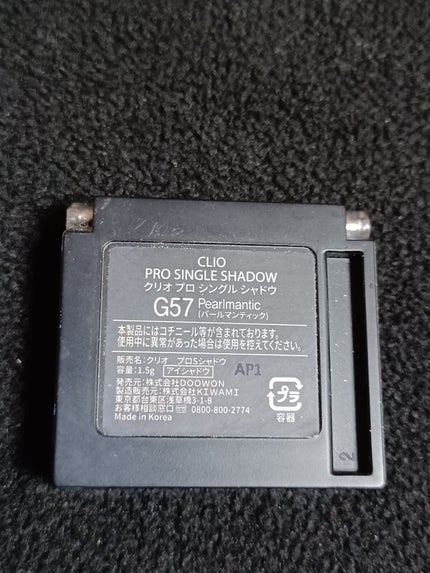 CLIO
PRO SINGLE SHADOW
クリオ プロ シングル シャドウ
G57 Pearlmantic
(パールマンティック)
本製品にはコチニール等が含まれております。
使用中に異常があった場合は使用を控えてください。
販売名:クリオ プロSシャドウ
容量:1.5g アイシャドウ AP1
発売元:株式会社DOOWON
製造販売元:株式会社KIWAMI
東京都台東区浅草橋3-1-8
お客様相談窓口 0800-800-2774
Made in Korea
プラ
容器
2